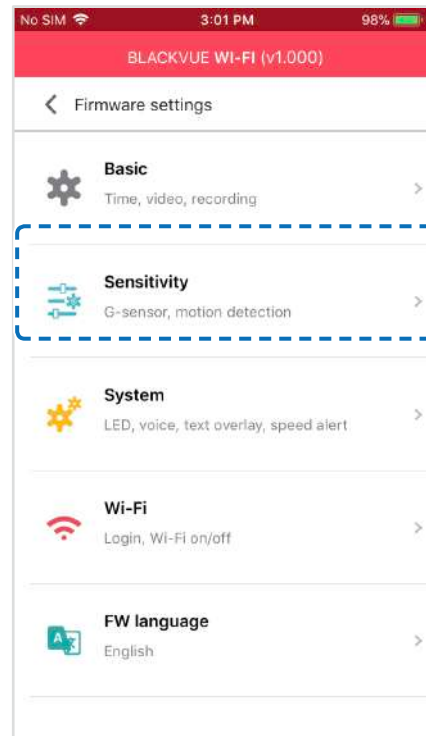 No SIM 3:01 PM 98%
BLACKVUE WI-FI (v1.000)
Firmware settings
Basic
Time, video, recording
Sensitivity
G-sensor, motion detection
System
LED, voice, text overlay, speed alert
Wi-Fi
Login, Wi-Fi on/off
FW language
English